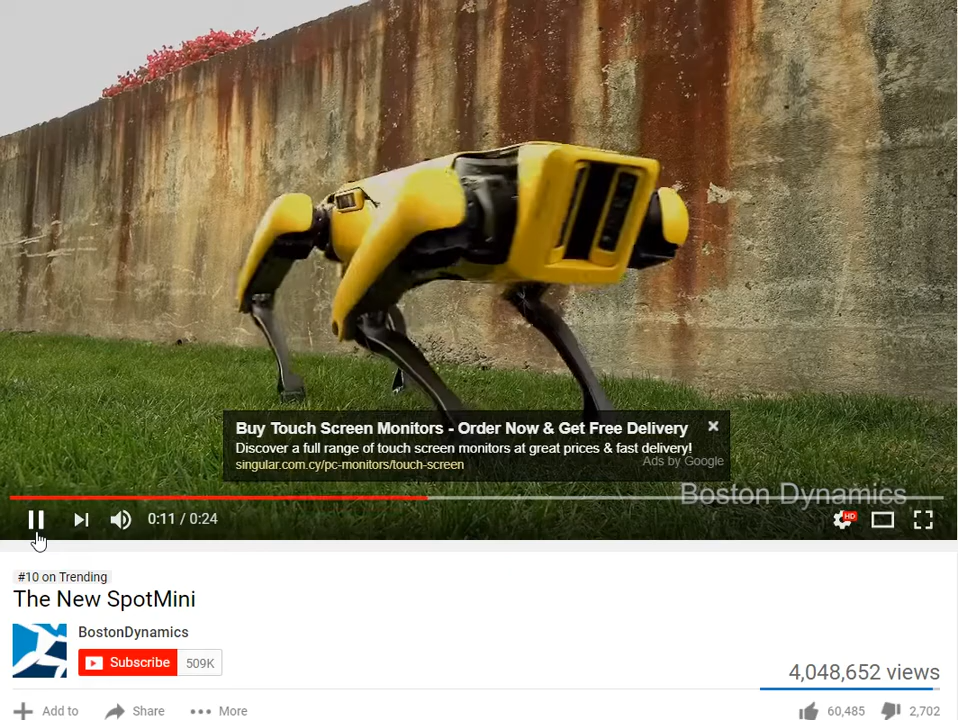 Buy Touch Screen Monitors - Order Now & Get Free Delivery
Discover a full range of touch screen monitors at great prices & fast delivery!
singular.com.cy/pc-monitors/touch-screen
Ads by Google
Boston Dynamics
0:11 / 0:24
HD
#10 on Trending
The New SpotMini
BostonDynamics
Subscribe 509K
4,048,652 views
Add to Share More 60,485 2,702